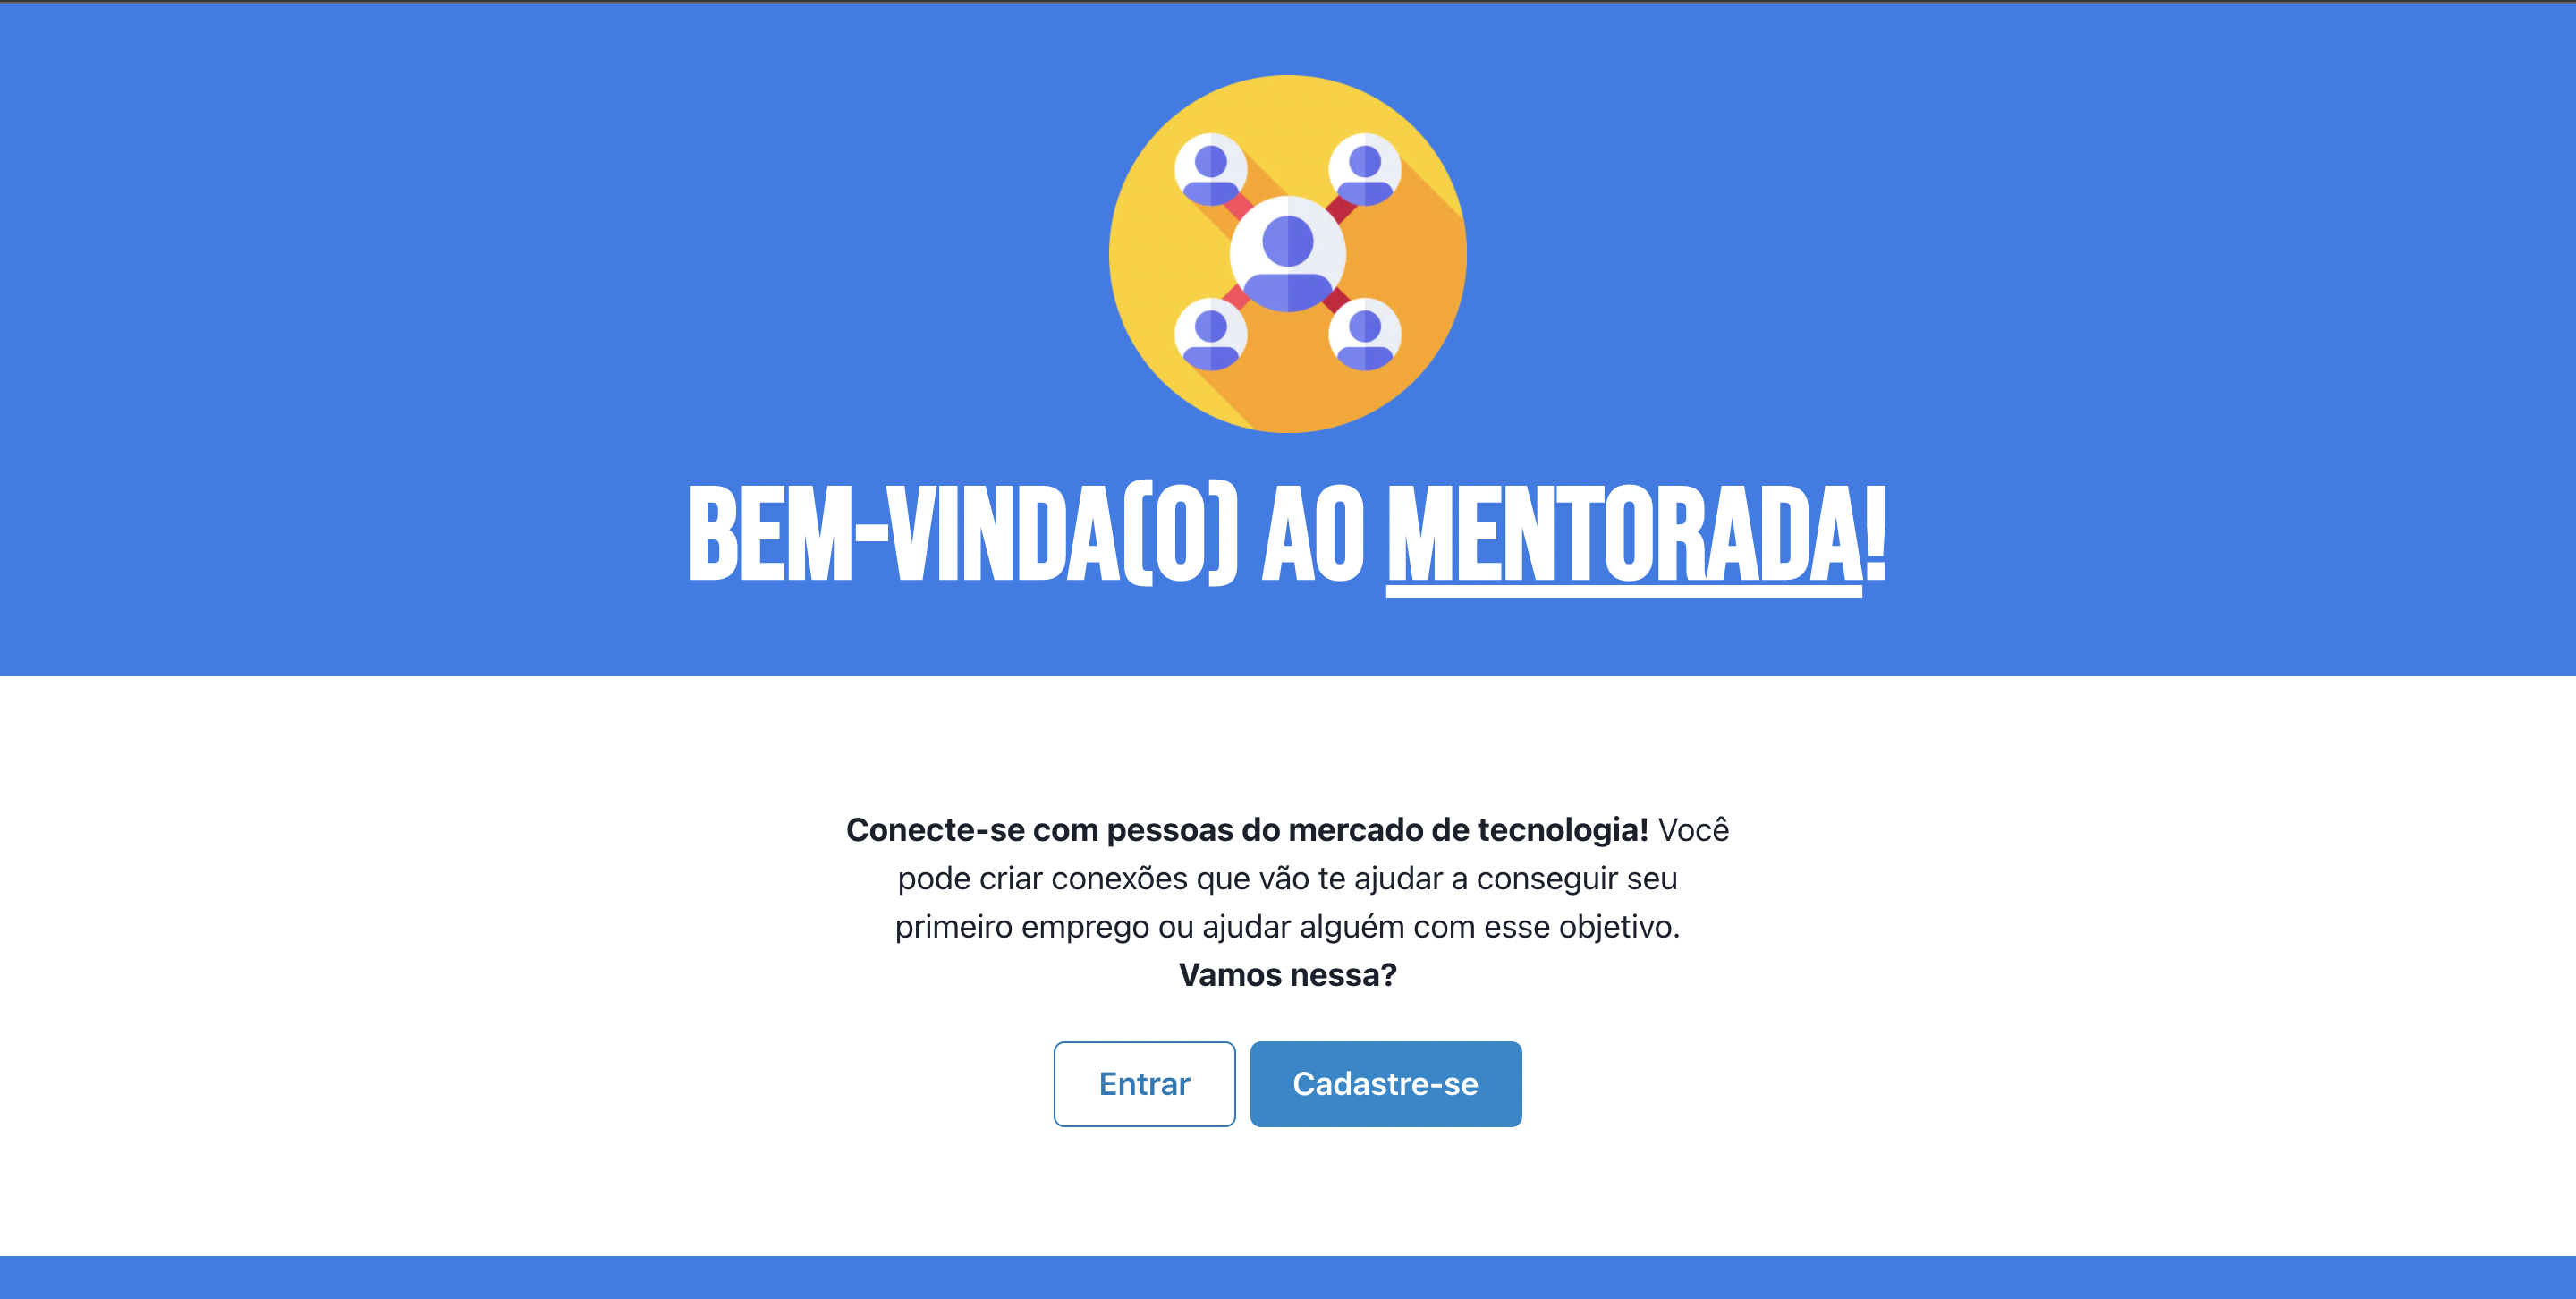 BEM-VINDA(O) AO MENTORADA!
Conecte-se com pessoas do mercado de tecnologia! Você
pode criar conexões que vão te ajudar a conseguir seu
primeiro emprego ou ajudar alguém com esse objetivo.
Vamos nessa?
Entrar
Cadastre-se